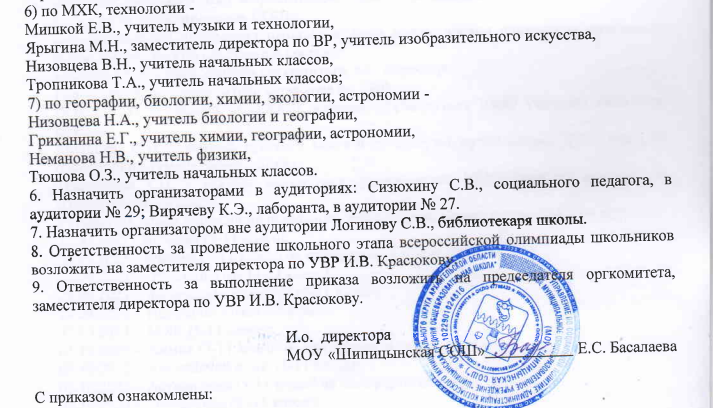 6) по МХК, технологии -
Мишкой Е.В., учитель музыки и технологии,
Ярыгина М.Н., заместитель директора по ВР, учитель изобразительного искусства,
Низовцева В.Н., учитель начальных классов,
Тропникова Т.А., учитель начальных классов;
7) по географии, биологии, химии, экологии, астрономии -
Низовцева Н.А., учитель биологии и географии,
Гриханина Е.Г., учитель химии, географии, астрономии,
Неманова Н.В., учитель физики,
Тюшова О.З., учитель начальных классов.
6. Назначить организаторами в аудиториях: Сизюхину С.В., социального педагога, в
аудитории № 29; Вирячеву К.Э., лаборанта, в аудитории № 27.
7. Назначить организатором вне аудитории Логинову С.В., библиотекаря школы.
8. Ответственность за проведение школьного этапа всероссийской олимпиады школьников
возложить на заместителя директора по УВР И.В. Красюкову.
9. Ответственность за выполнение приказа возложить на председателя оргкомитета,
заместителя директора по УВР И.В. Красюкову.
И.о. директора
МОУ «Шипицынская СОШ» Е.С. Басалаева
С приказом ознакомлены: